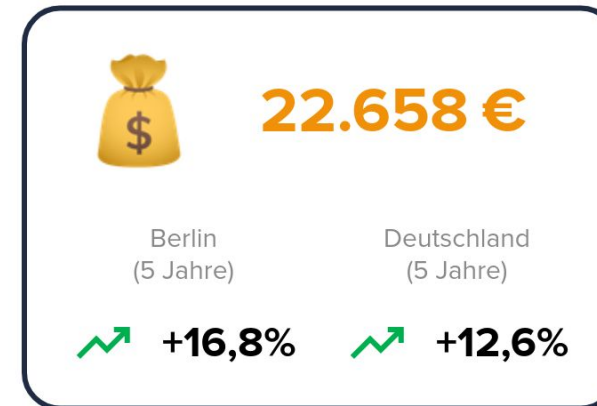 $
22.658 €
Berlin
(5 Jahre)
Deutschland
(5 Jahre)
+16,8%
+12,6%